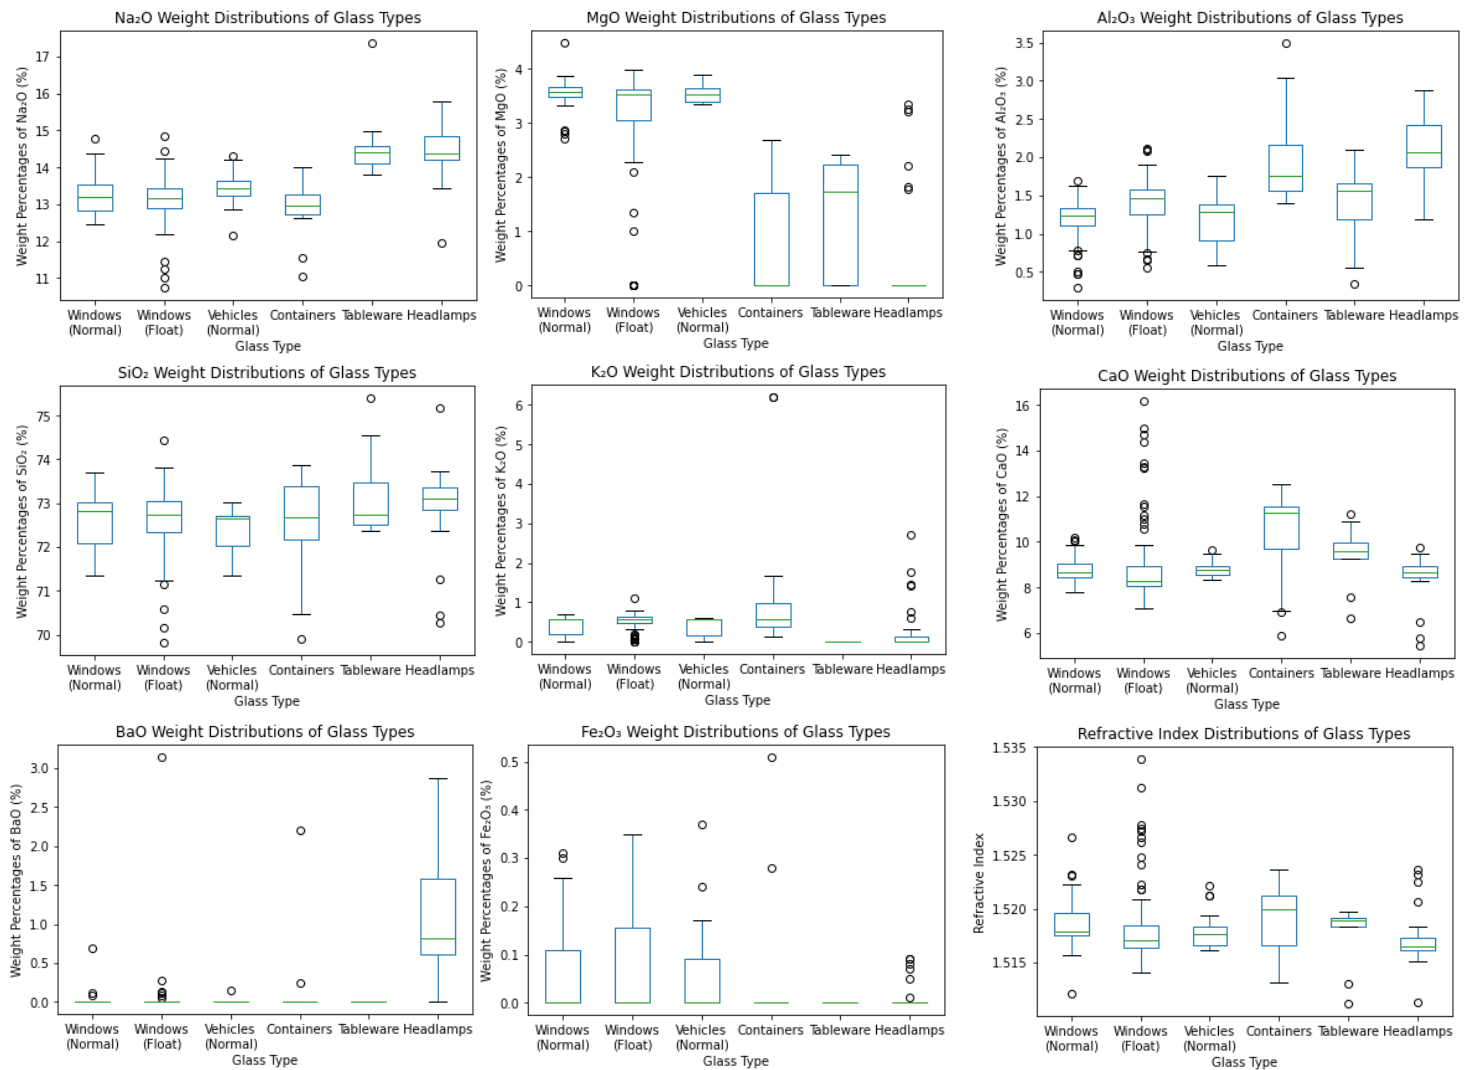 Na₂O Weight Distributions of Glass Types
Weight Percentages of Na₂O (%)
17
16
15
14
13
12
11
Windows (Normal)
Windows (Float)
Vehicles (Normal)
Containers
Tableware
Headlamps
Glass Type
MgO Weight Distributions of Glass Types
Weight Percentages of MgO (%)
4
3
2
1
0
Windows (Normal)
Windows (Float)
Vehicles (Normal)
Containers
Tableware
Headlamps
Glass Type
Al₂O₃ Weight Distributions of Glass Types
Weight Percentages of Al₂O₃ (%)
3.5
3.0
2.5
2.0
1.5
1.0
0.5
Windows (Normal)
Windows (Float)
Vehicles (Normal)
Containers
Tableware
Headlamps
Glass Type
SiO₂ Weight Distributions of Glass Types
Weight Percentages of SiO₂ (%)
75
74
73
72
71
70
Windows (Normal)
Windows (Float)
Vehicles (Normal)
Containers
Tableware
Headlamps
Glass Type
K₂O Weight Distributions of Glass Types
Weight Percentages of K₂O (%)
6
5
4
3
2
1
0
Windows (Normal)
Windows (Float)
Vehicles (Normal)
Containers
Tableware
Headlamps
Glass Type
CaO Weight Distributions of Glass Types
Weight Percentages of CaO (%)
16
14
12
10
8
6
Windows (Normal)
Windows (Float)
Vehicles (Normal)
Containers
Tableware
Headlamps
Glass Type
BaO Weight Distributions of Glass Types
Weight Percentages of BaO (%)
3.0
2.5
2.0
1.5
1.0
0.5
0.0
Windows (Normal)
Windows (Float)
Vehicles (Normal)
Containers
Tableware
Headlamps
Glass Type
Fe₂O₃ Weight Distributions of Glass Types
Weight Percentages of Fe₂O₃ (%)
0.5
0.4
0.3
0.2
0.1
0.0
Windows (Normal)
Windows (Float)
Vehicles (Normal)
Containers
Tableware
Headlamps
Glass Type
Refractive Index Distributions of Glass Types
Refractive Index
1.535
1.530
1.525
1.520
1.515
Windows (Normal)
Windows (Float)
Vehicles (Normal)
Containers
Tableware
Headlamps
Glass Type